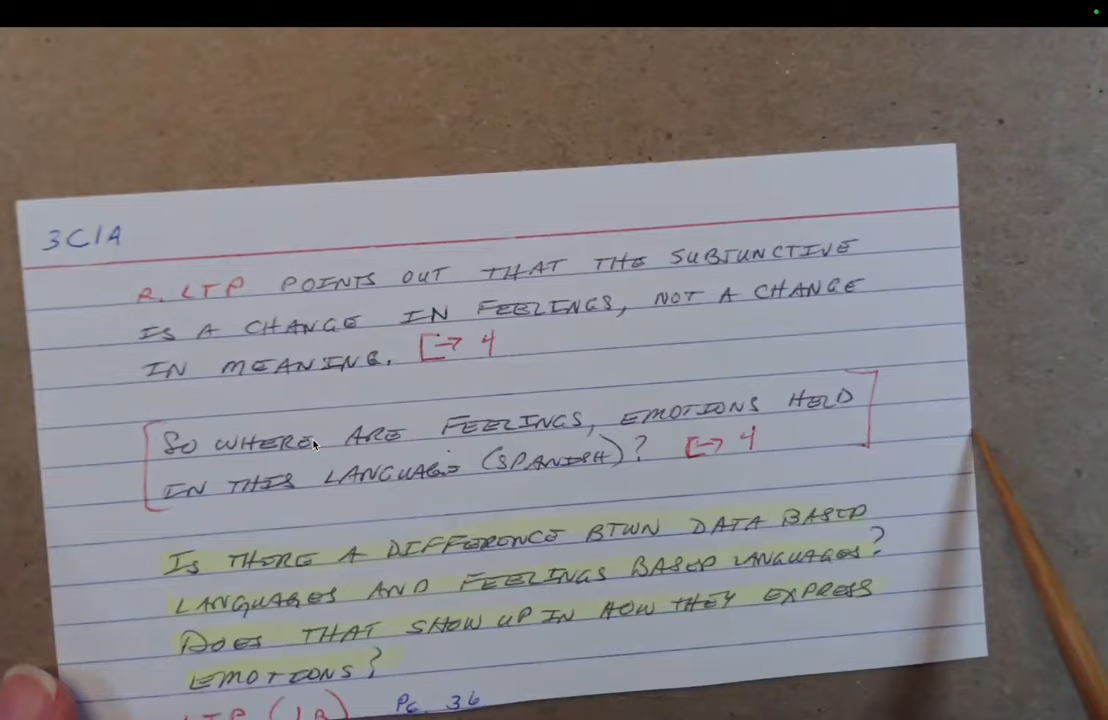 3C1A
R. LTP POINTS OUT THAT THE SUBJUNCTIVE
IS A CHANGE IN FEELINGS, NOT A CHANGE
IN MEANING. [→ 4
[SO WHERE ARE FEELINGS, EMOTIONS HELD
IN THIS LANGUAGE (SPANISH)? [→ 4]
IS THERE A DIFFERENCE BTWN DATA BASED
LANGUAGES AND FEELINGS BASED LANGUAGES?
DOES THAT SHOW UP IN HOW THEY EXPRESS
EMOTIONS?
LTP (1B) PG. 36